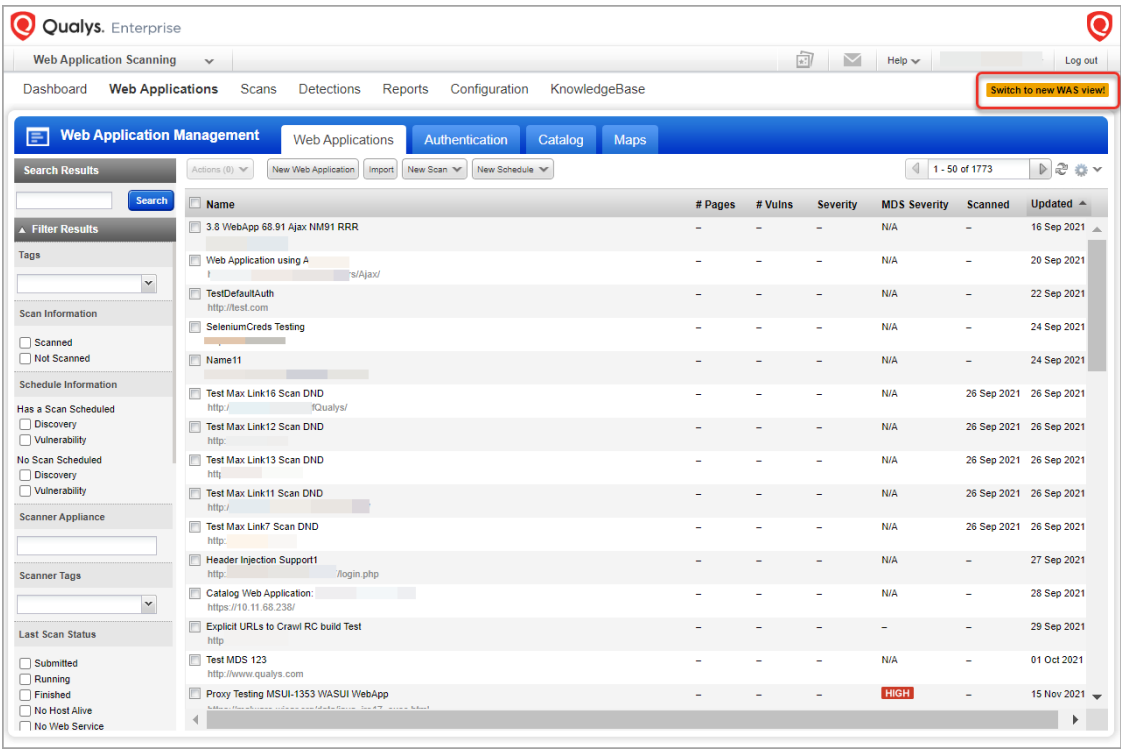 Qualys. Enterprise
Web Application Scanning
Help
Log out
Dashboard Web Applications Scans Detections Reports Configuration KnowledgeBase
Switch to new WAS view!
Web Application Management
Web Applications Authentication Catalog Maps
Search Results
Actions (0) New Web Application Import New Scan New Schedule
1 - 50 of 1773
Search
Filter Results
Tags
Scan Information
Scanned
Not Scanned
Schedule Information
Has a Scan Scheduled
Discovery
Vulnerability
No Scan Scheduled
Discovery
Vulnerability
Scanner Appliance
Scanner Tags
Last Scan Status
Submitted
Running
Finished
No Host Alive
No Web Service
Name # Pages # Vulns Severity MDS Severity Scanned Updated
3.8 WebApp 68.91 Ajax NM91 RRR – – – N/A – 16 Sep 2021
Web Application using A – – – N/A – 20 Sep 2021
s/Ajax/
TestDefaultAuth – – – N/A – 22 Sep 2021
http://test.com
SeleniumCreds Testing – – – N/A – 24 Sep 2021
Name11 – – – N/A – 24 Sep 2021
Test Max Link16 Scan DND – – – N/A 26 Sep 2021 26 Sep 2021
http:/ fQualys/
Test Max Link12 Scan DND – – – N/A 26 Sep 2021 26 Sep 2021
http:
Test Max Link13 Scan DND – – – N/A 26 Sep 2021 26 Sep 2021
htt
Test Max Link11 Scan DND – – – N/A 26 Sep 2021 26 Sep 2021
http:/
Test Max Link7 Scan DND – – – N/A 26 Sep 2021 26 Sep 2021
http:
Header Injection Support1 – – – N/A – 27 Sep 2021
http: /login.php
Catalog Web Application: – – – N/A – 28 Sep 2021
https://10.11.68.238/
Explicit URLs to Crawl RC build Test – – – – – 29 Sep 2021
http
Test MDS 123 – – – N/A – 01 Oct 2021
http://www.qualys.com
Proxy Testing MSUI-1353 WASUI WebApp – – – HIGH – 15 Nov 2021